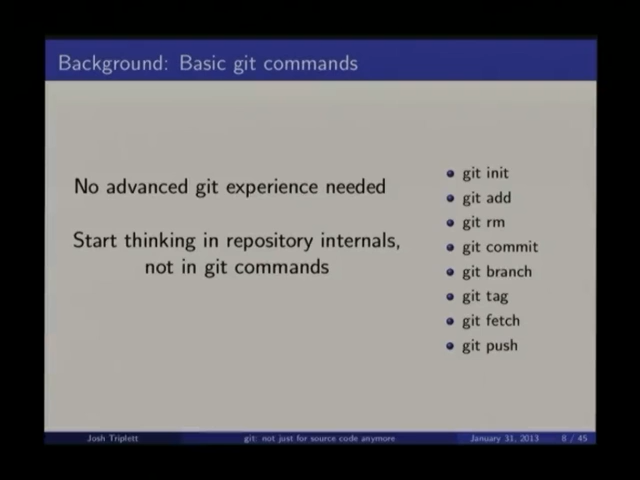 Background: Basic git commands
No advanced git experience needed
Start thinking in repository internals,
not in git commands
git init
git add
git rm
git commit
git branch
git tag
git fetch
git push
Josh Triplett
git: not just for source code anymore
January 31, 2013
8 / 45